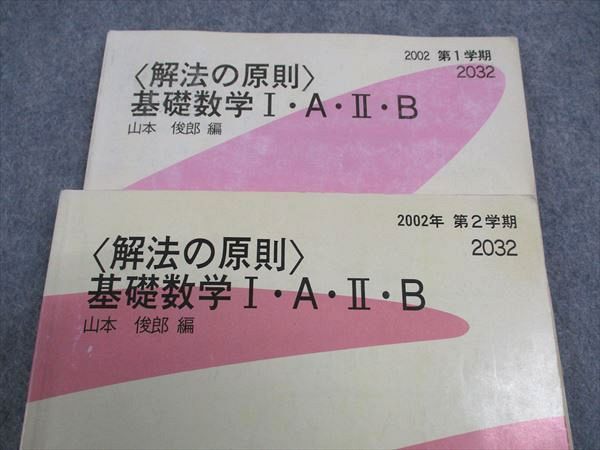 2002 第1学期
2032
〈解法の原則〉
基礎数学Ⅰ・A・Ⅱ・B
山本 俊郎 編
2002年 第2学期
2032
〈解法の原則〉
基礎数学Ⅰ・A・Ⅱ・B
山本 俊郎 編